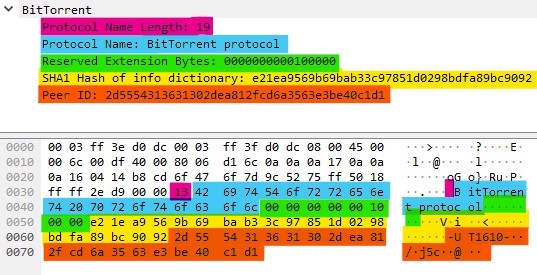 BitTorrent
Protocol Name Length: 19
Protocol Name: BitTorrent protocol
Reserved Extension Bytes: 0000000000100000
SHA1 Hash of info dictionary: e21ea9569b69bab33c97851d0298bdfa89bc9092
Peer ID: 2d5554313631302dea812fcd6a3563e3be40c1d1
0000 00 03 ff 3e d0 dc 00 03 ff 3f d0 dc 08 00 45 00 ···>···· ·?····E·
0010 00 6c 00 df 40 00 80 06 d1 6c 0a 0a 17 0a 0a ·l··@··· ·l·····
0020 0a 16 04 14 b8 cd 6f 47 6f 7d 9c 52 75 ff 50 18 ······oG o}·Ru·P·
0030 ff ff 2e d9 00 00 13 42 69 74 54 6f 72 72 65 6e ··.····B itTorren
0040 74 20 70 72 6f 74 6f 63 6f 6c 00 00 00 00 00 10 t protoc ol······
0050 00 00 e2 1e a9 56 9b 69 ba b3 3c 97 85 1d 02 98 ·····V·i ··<·····
0060 bd fa 89 bc 90 92 2d 55 54 31 36 31 30 2d ea 81 ······-U T1610-··
0070 2f cd 6a 35 63 e3 be 40 c1 d1 /·j5c··@ ··